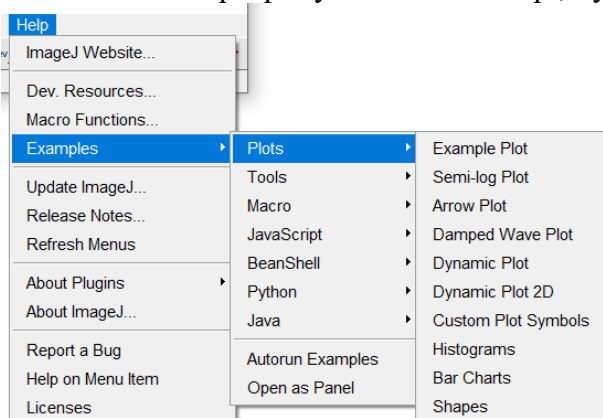 Help
ImageJ Website...
Dev. Resources...
Macro Functions...
Examples
Update ImageJ...
Release Notes...
Refresh Menus
About Plugins
About ImageJ...
Report a Bug
Help on Menu Item
Licenses
Plots
Tools
Macro
JavaScript
BeanShell
Python
Java
Autorun Examples
Open as Panel
Example Plot
Semi-log Plot
Arrow Plot
Damped Wave Plot
Dynamic Plot
Dynamic Plot 2D
Custom Plot Symbols
Histograms
Bar Charts
Shapes